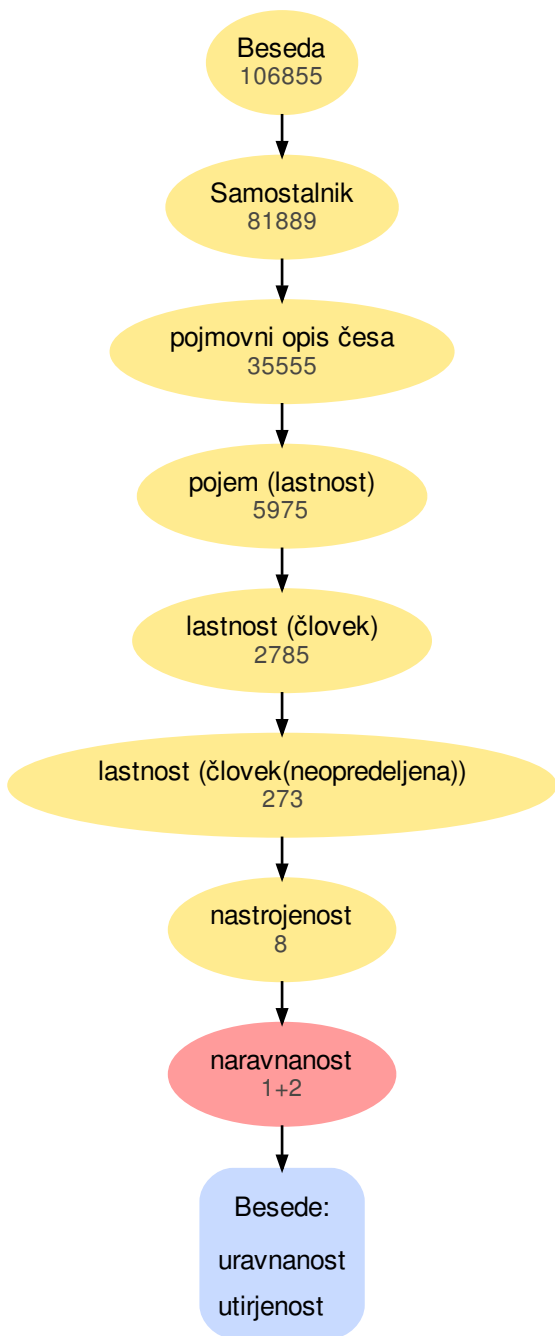 Beseda
106855
Samostalnik
81889
pojmovni opis česa
35555
pojem (lastnost)
5975
lastnost (človek)
2785
lastnost (človek(neopredeljena))
273
nastrojenost
8
naravnanost
1+2
Besede:
uravnanost
utirjenost